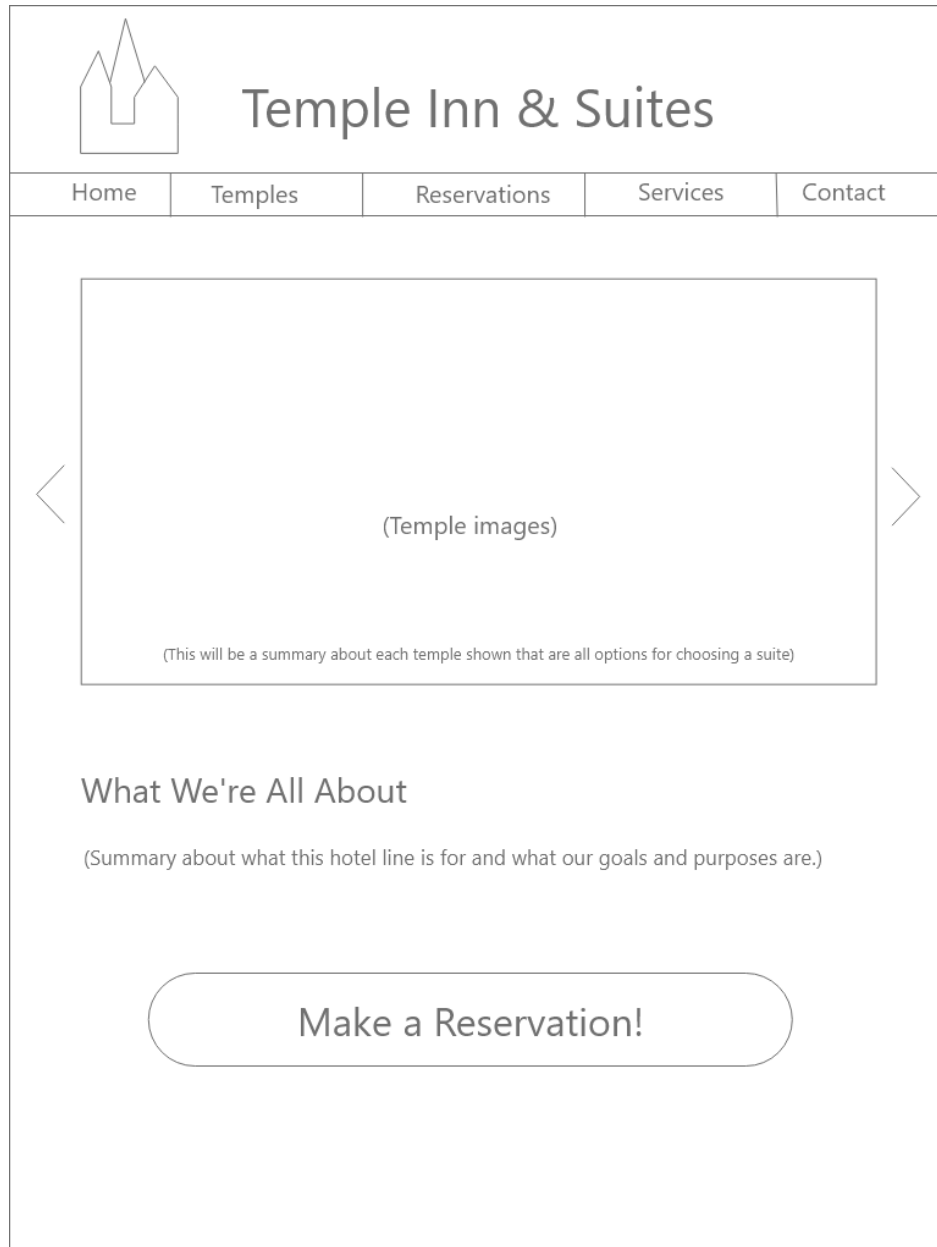 Temple Inn & Suites
Home Temples Reservations Services Contact
(Temple images)
(This will be a summary about each temple shown that are all options for choosing a suite)
What We're All About
(Summary about what this hotel line is for and what our goals and purposes are.)
Make a Reservation!